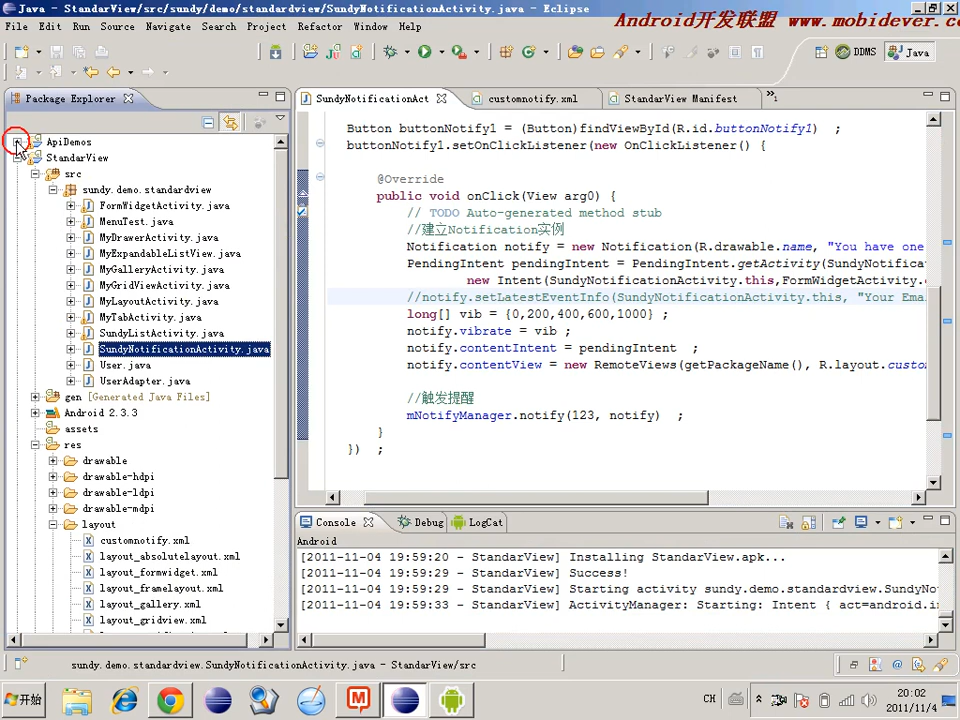 Java - StandarView/src/sundy/demo/standardview/SundyNotificationActivity.java - Eclipse
Android开发联盟 www.mobidever.co
File Edit Run Source Navigate Search Project Refactor Window Help
DDMS Java
Package Explorer
SundyNotificationAct customnotify.xml StandarView Manifest »1
ApiDemos
StandarView
src
sundy.demo.standardview
FormWidgetActivity.java
MenuTest.java
MyDrawerActivity.java
MyExpandableListView.java
MyGalleryActivity.java
MyGridViewActivity.java
MyLayoutActivity.java
MyTabActivity.java
SundyListActivity.java
SundyNotificationActivity.java
User.java
UserAdapter.java
gen [Generated Java Files]
Android 2.3.3
assets
res
drawable
drawable-hdpi
drawable-ldpi
drawable-mdpi
layout
customnotify.xml
layout_absolutelayout.xml
layout_formwidget.xml
layout_framelayout.xml
layout_gallery.xml
layout_gridview.xml
Button buttonNotify1 = (Button)findViewById(R.id.buttonNotify1) ;
buttonNotify1.setOnClickListener(new OnClickListener() {
@Override
public void onClick(View arg0) {
// TODO Auto-generated method stub
//建立Notification实例
Notification notify = new Notification(R.drawable.name, "You have one
PendingIntent pendingIntent = PendingIntent.getActivity(SundyNotifica
new Intent(SundyNotificationActivity.this,FormWidgetActivity.
//notify.setLatestEventInfo(SundyNotificationActivity.this, "Your Ema
long[] vib = {0,200,400,600,1000} ;
notify.vibrate = vib ;
notify.contentIntent = pendingIntent ;
notify.contentView = new RemoteViews(getPackageName(), R.layout.custo
//触发提醒
mNotifyManager.notify(123, notify) ;
}
}) ;
Console Debug LogCat
Android
[2011-11-04 19:59:20 - StandarView] Installing StandarView.apk...
[2011-11-04 19:59:29 - StandarView] Success!
[2011-11-04 19:59:29 - StandarView] Starting activity sundy.demo.standardview.SundyNo
[2011-11-04 19:59:33 - StandarView] ActivityManager: Starting: Intent { act=android.i
sundy.demo.standardview.SundyNotificationActivity.java - StandarView/src
开始
CH
20:02
2011/11/4